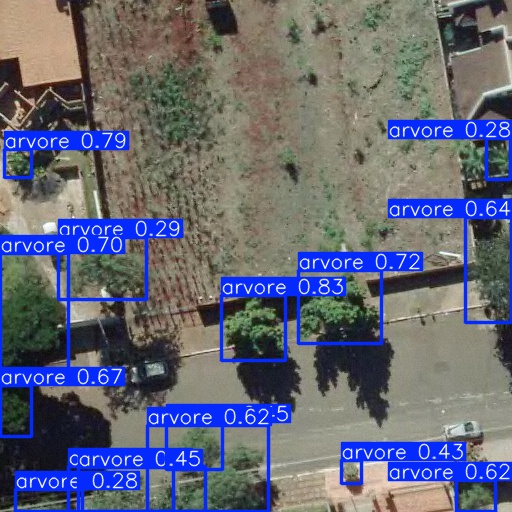 arvore 0.79
arvore 0.28
arvore 0.64
arvore 0.29
arvore 0.70
arvore 0.72
arvore 0.83
arvore 0.67
arvore 0.62
arvore 0.43
arvore 0.45
arvore 0.62
arvore 0.28